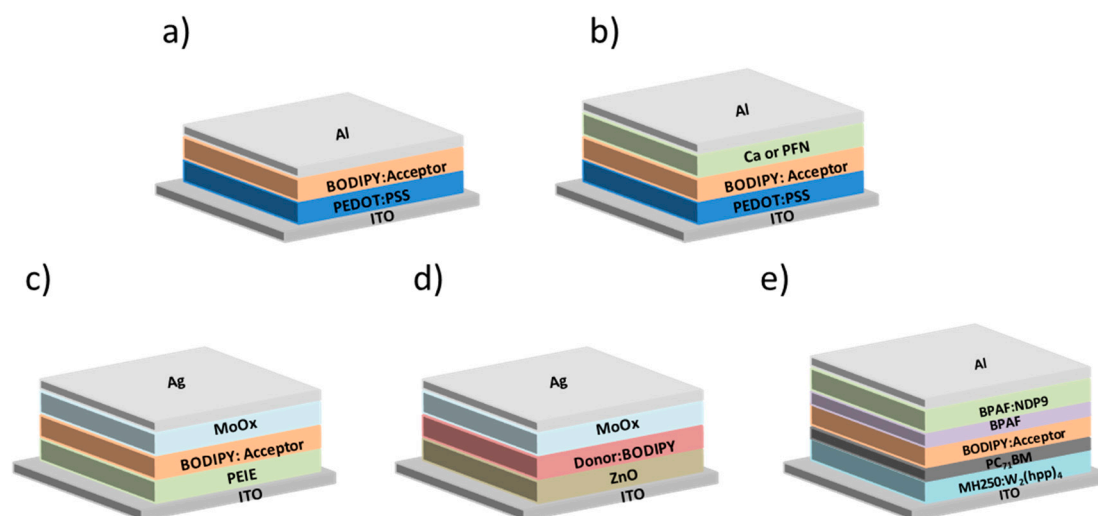 a)
Al
BODIPY:Acceptor
PEDOT:PSS
ITO
b)
Al
Ca or PFN
BODIPY: Acceptor
PEDOT:PSS
ITO
c)
Ag
MoOx
BODIPY: Acceptor
PEIE
ITO
d)
Ag
MoOx
Donor:BODIPY
ZnO
ITO
e)
Al
BPAF:NDP9
BPAF
BODIPY:Acceptor
PC₇₁BM
MH250:W₂(hpp)₄
ITO